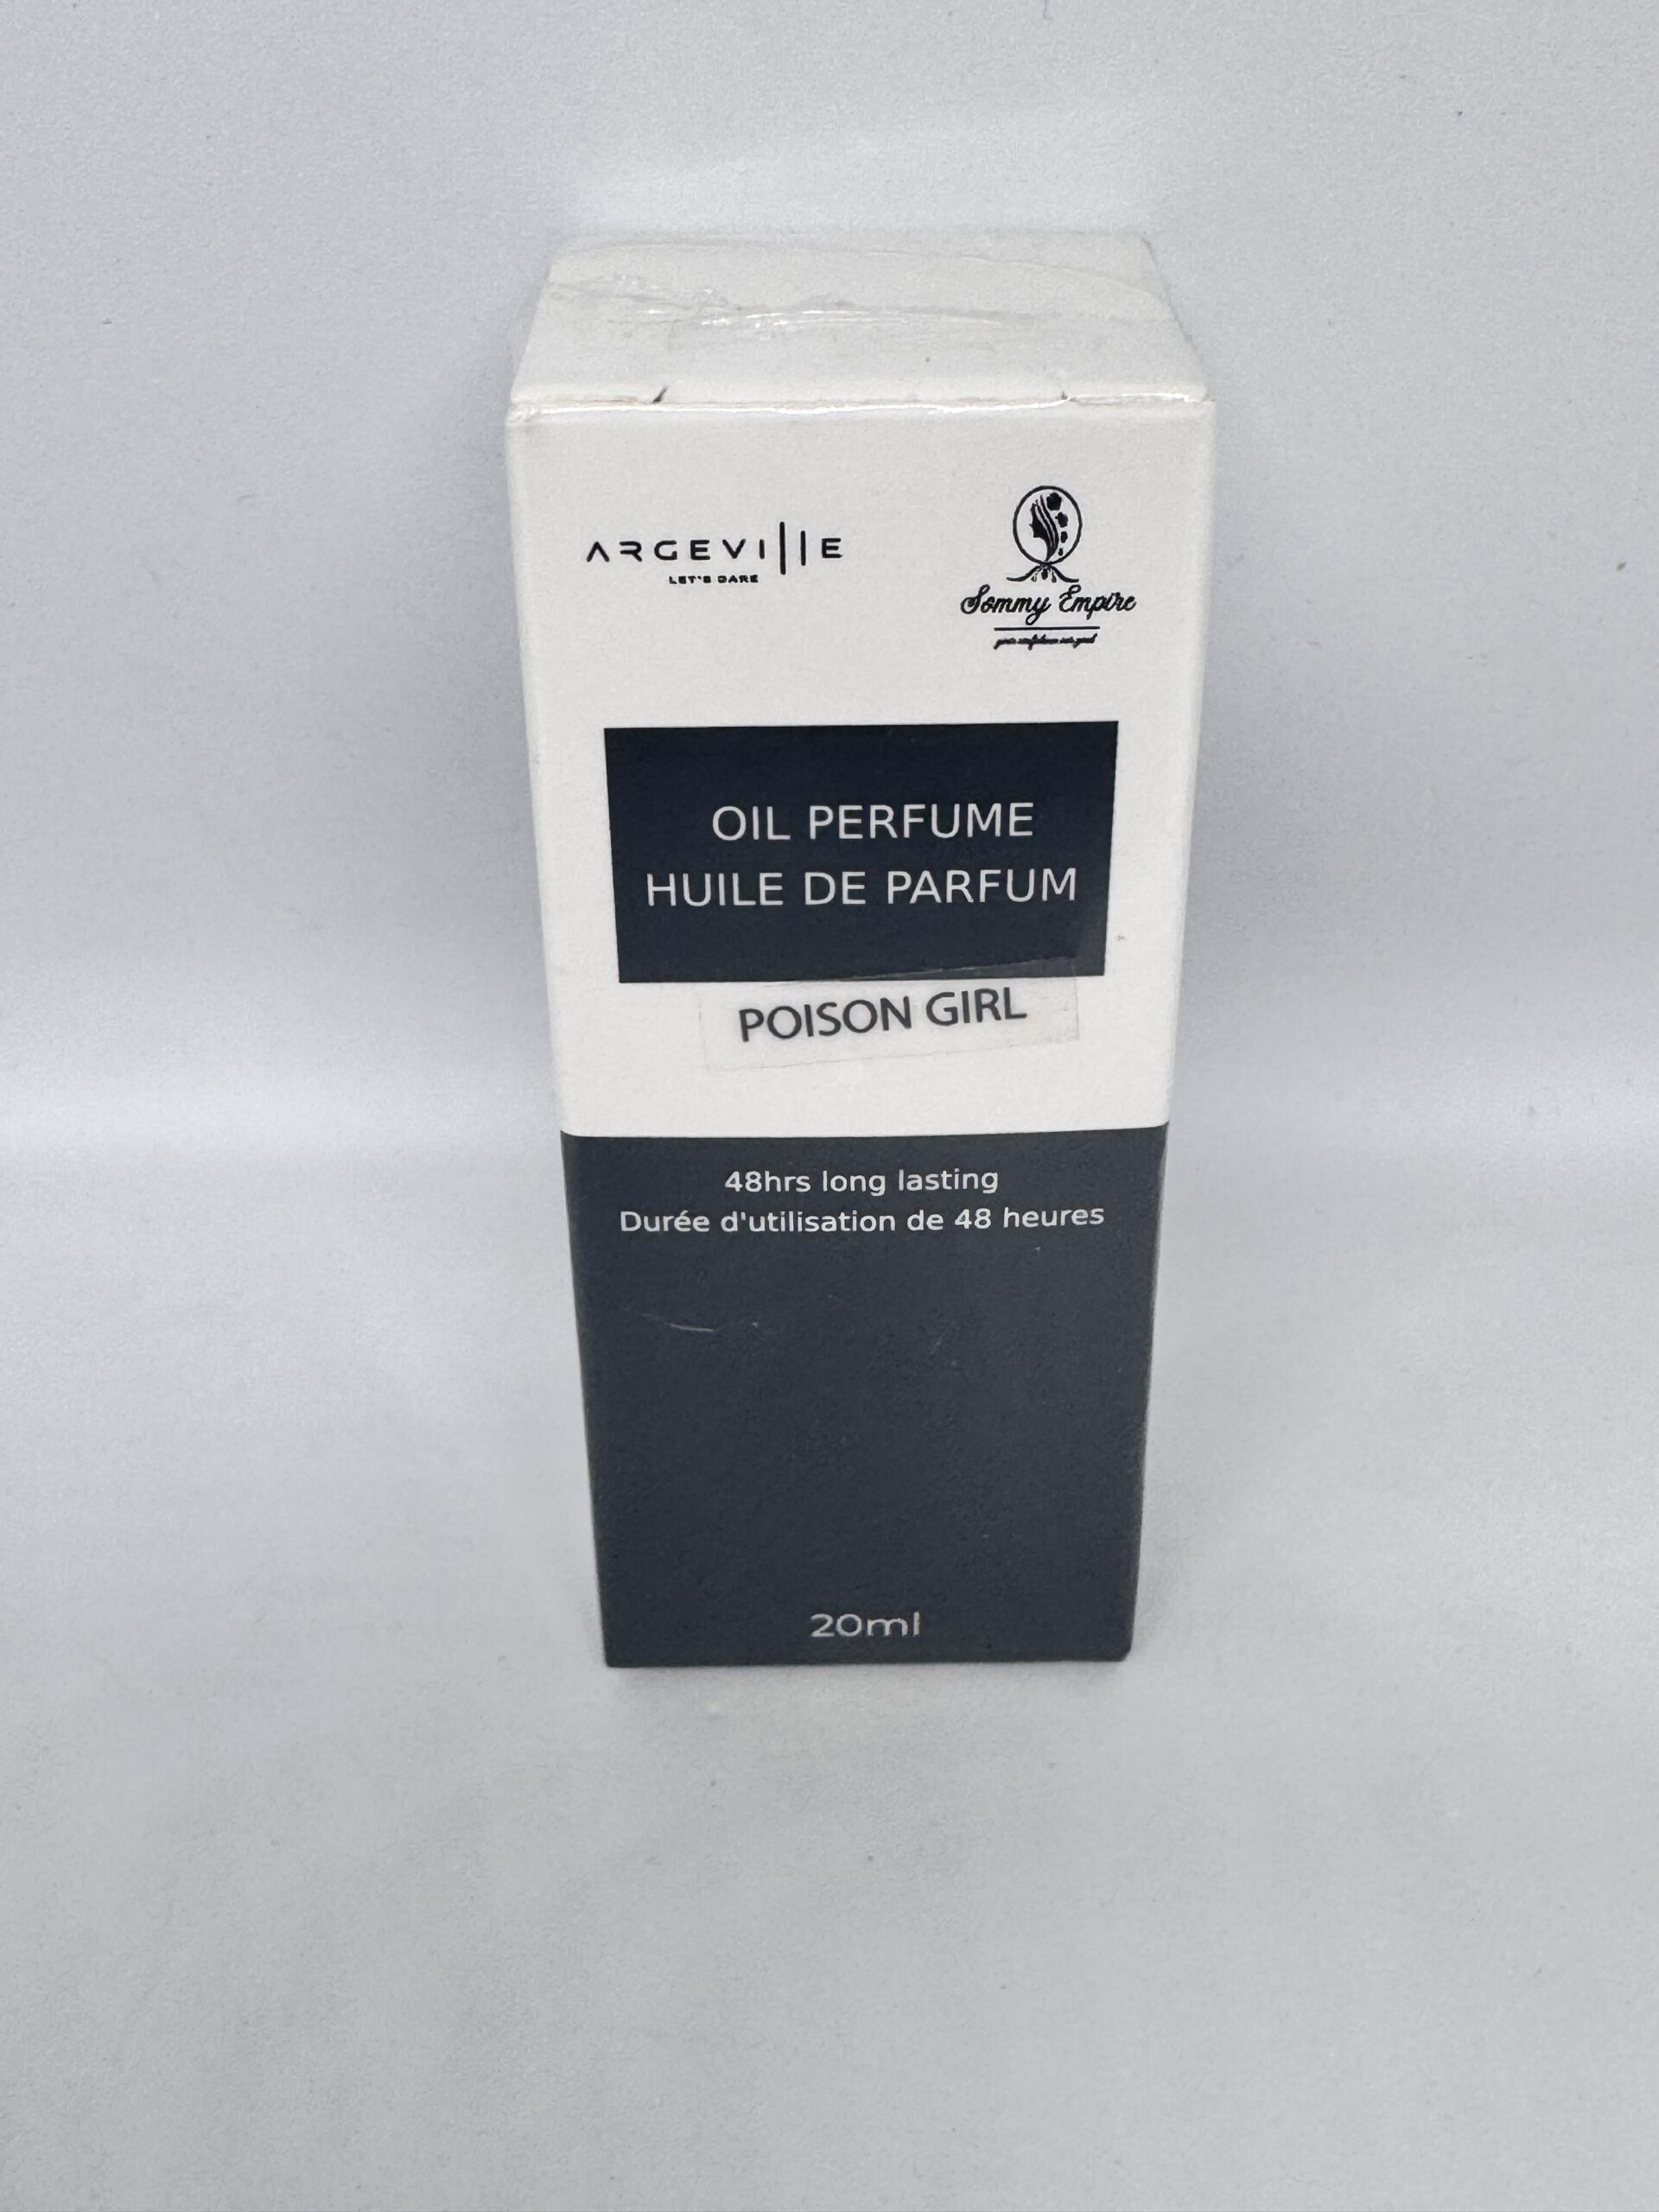 ARGEVILLE
LET'S DARE
Sommy Empire
OIL PERFUME
HUILE DE PARFUM
POISON GIRL
48hrs long lasting
Durée d'utilisation de 48 heures
20ml